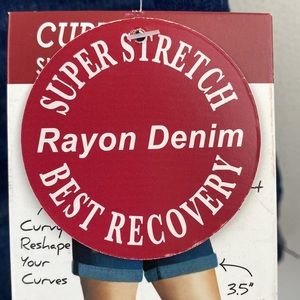 SUPER STRETCH
Rayon Denim
BEST RECOVERY
Curvy
Reshape
Your
Curves
3.5"